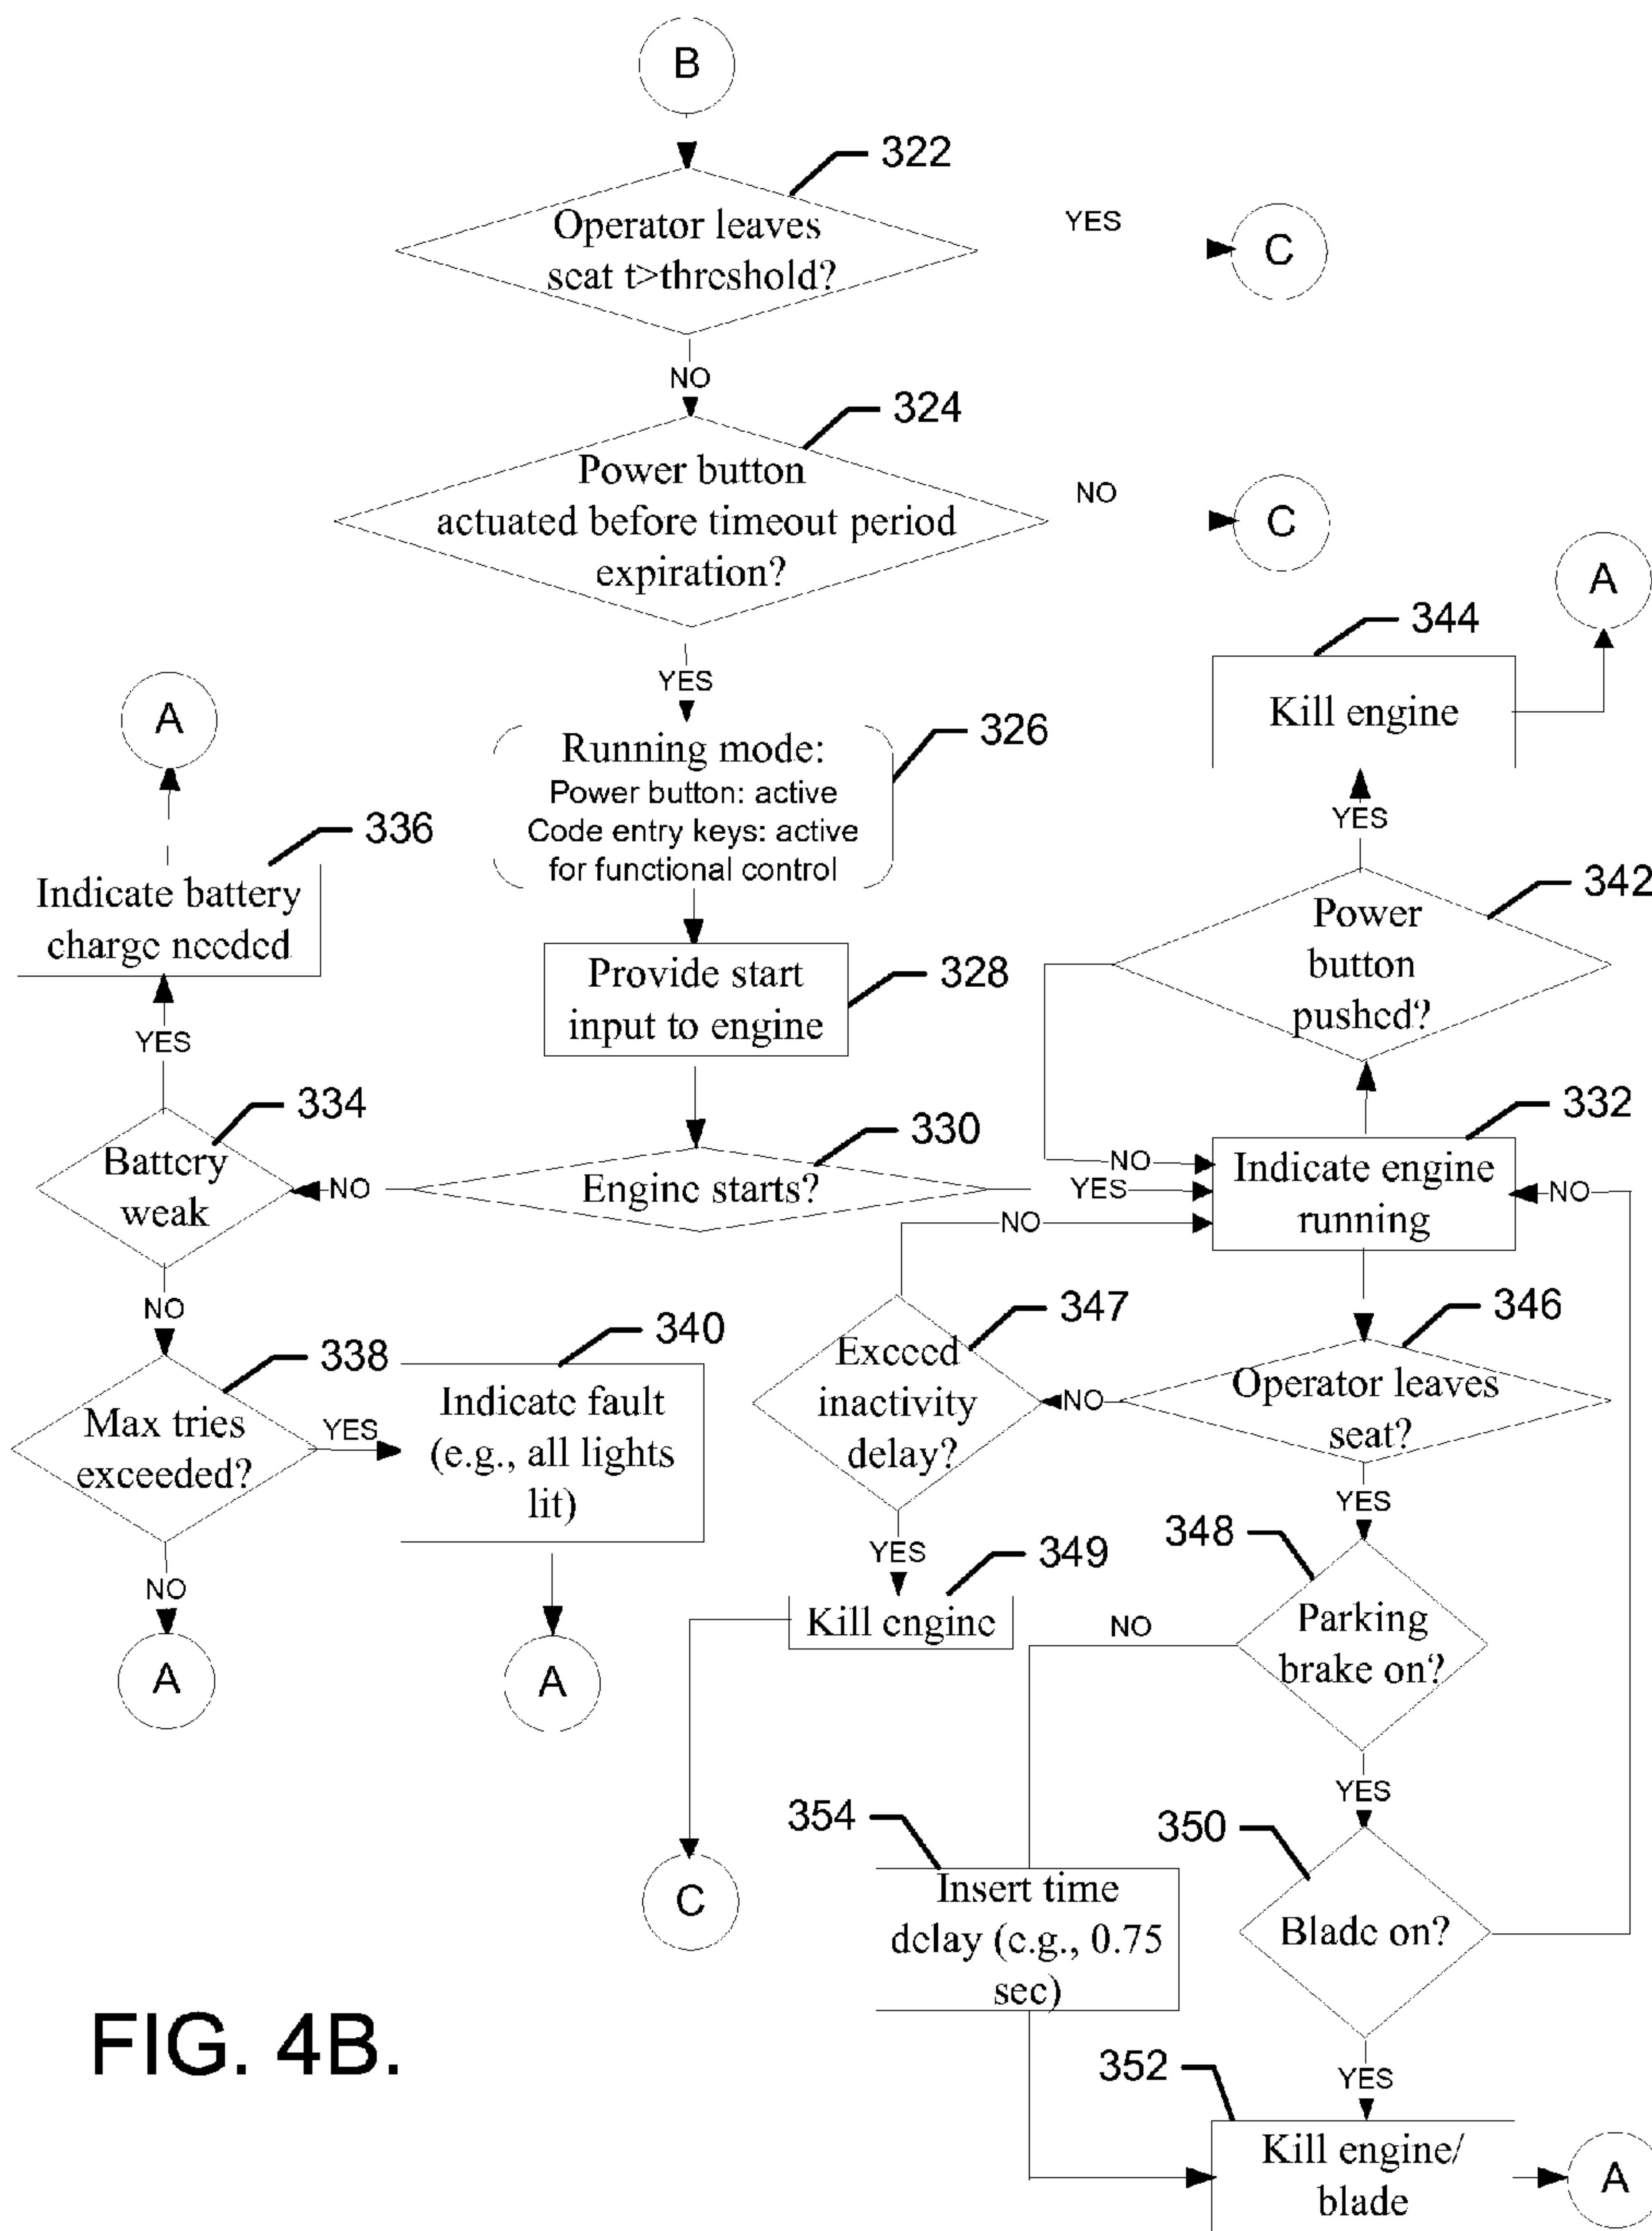 B
322
Operator leaves
seat t>threshold?
YES
C
NO
324
Power button
actuated before timeout period
expiration?
NO
C
A
YES
344
Kill engine
A
326
Running mode:
Power button: active
Code entry keys: active
for functional control
336
Indicate battery
charge needed
YES
342
Power
button
pushed?
328
Provide start
input to engine
YES
334
Battery
weak
NO
330
Engine starts?
NO
YES
NO
332
Indicate engine
running
NO
NO
338
Max tries
exceeded?
YES
340
Indicate fault
(e.g., all lights
lit)
347
Exceed
inactivity
delay?
NO
346
Operator leaves
seat?
YES
NO
A
A
YES
349
Kill engine
348
Parking
brake on?
NO
YES
C
354
Insert time
delay (e.g., 0.75
sec)
350
Blade on?
YES
352
Kill engine/
blade
A
FIG. 4B.